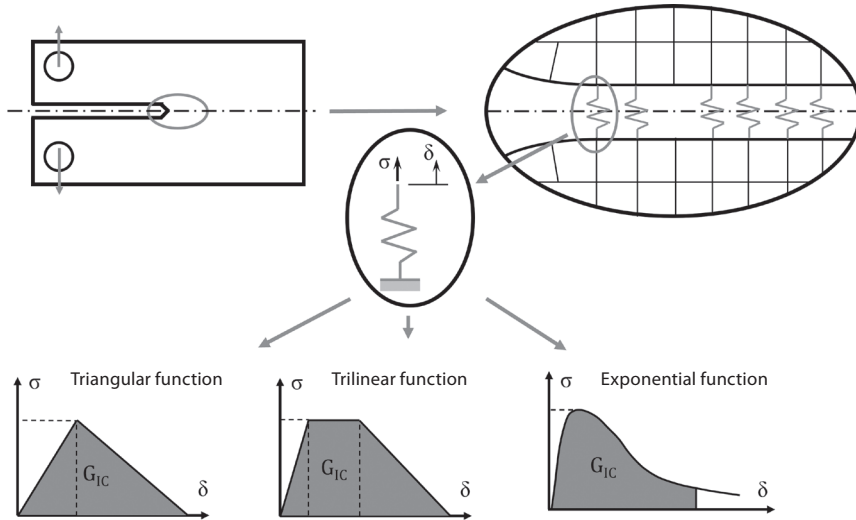 σ δ
σ Triangular function
G_IC
δ
σ Trilinear function
G_IC
δ
σ Exponential function
G_IC
δ